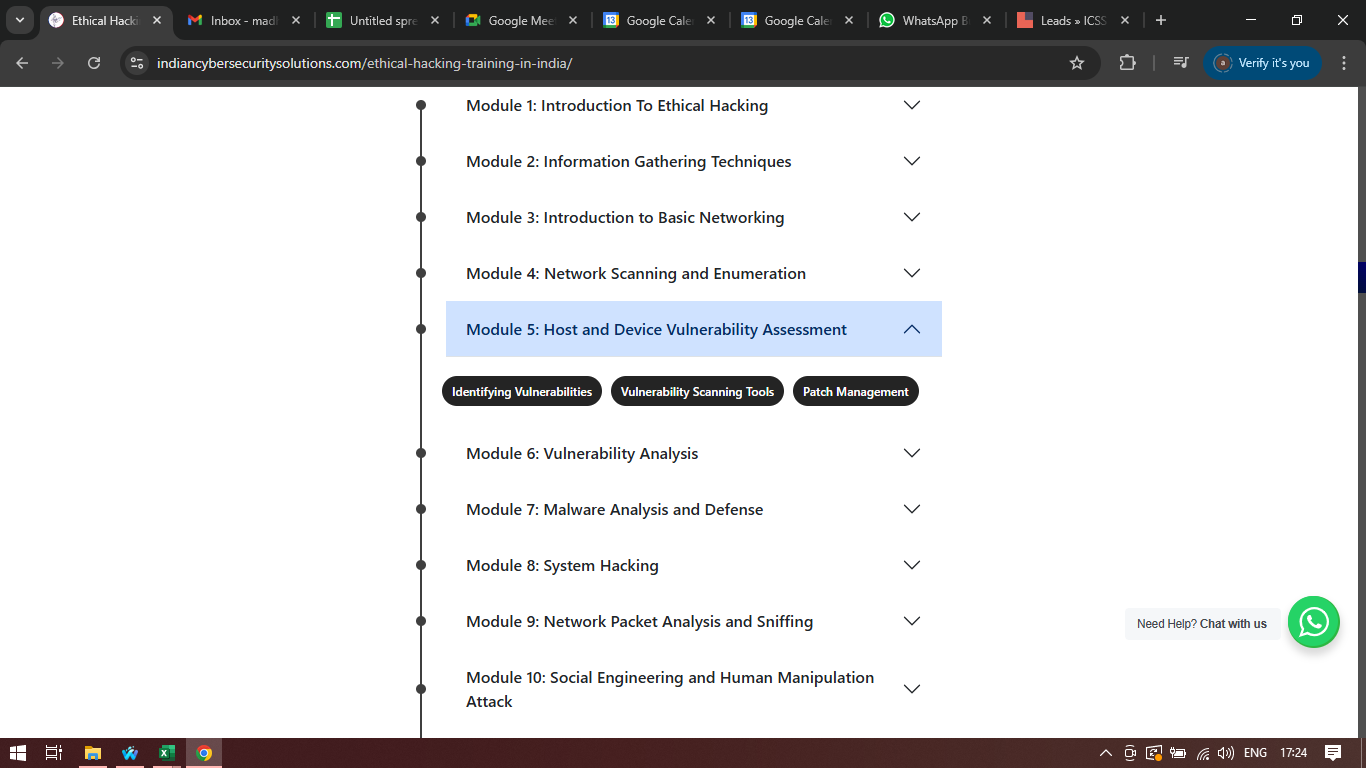 Ethical Hacki
Inbox - madh
Untitled spre
Google Mee
Google Cale
Google Cale
WhatsApp B
Leads » ICSS
indiancybersecuritysolutions.com/ethical-hacking-training-in-india/
Verify it's you
Module 1: Introduction To Ethical Hacking
Module 2: Information Gathering Techniques
Module 3: Introduction to Basic Networking
Module 4: Network Scanning and Enumeration
Module 5: Host and Device Vulnerability Assessment
Identifying Vulnerabilities
Vulnerability Scanning Tools
Patch Management
Module 6: Vulnerability Analysis
Module 7: Malware Analysis and Defense
Module 8: System Hacking
Module 9: Network Packet Analysis and Sniffing
Need Help? Chat with us
Module 10: Social Engineering and Human Manipulation
Attack
ENG
17:24